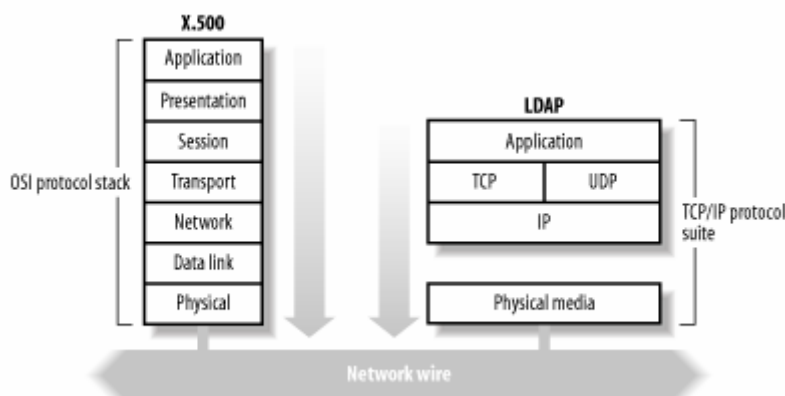 X.500
Application
Presentation
Session
Transport
Network
Data link
Physical
OSI protocol stack
LDAP
Application
TCP
UDP
IP
Physical media
TCP/IP protocol
suite
Network wire